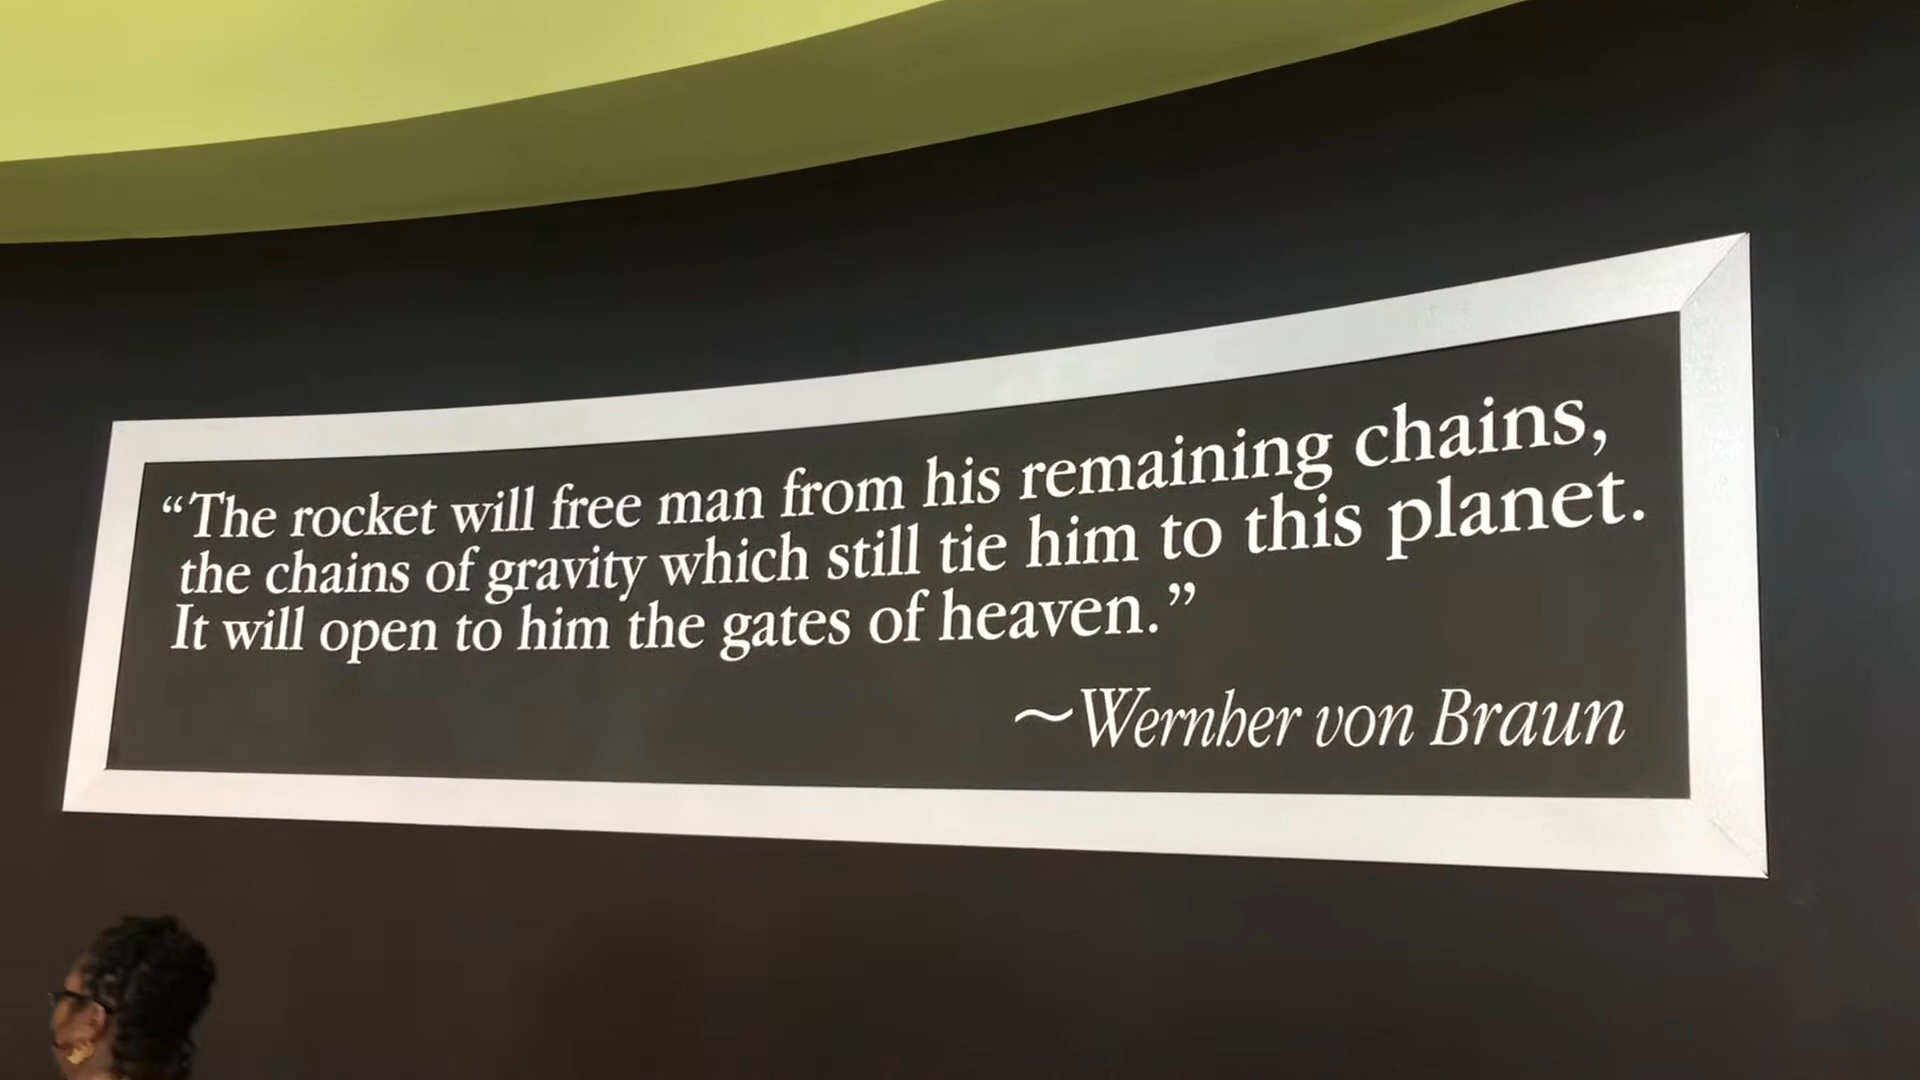 “The rocket will free man from his remaining chains,
the chains of gravity which still tie him to this planet.
It will open to him the gates of heaven.”
~Wernher von Braun